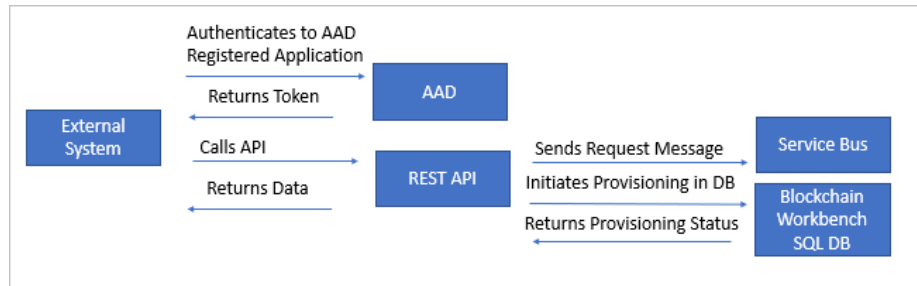 Authenticates to AAD
Registered Application
AAD
Returns Token
External
System
Calls API
REST API
Returns Data
Sends Request Message
Service Bus
Initiates Provisioning in DB
Blockchain
Workbench
SQL DB
Returns Provisioning Status